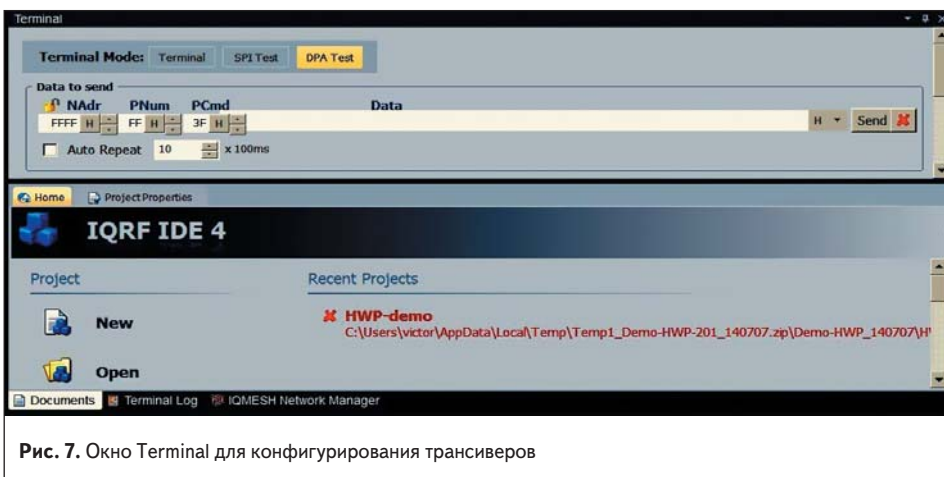 Terminal
Terminal Mode: Terminal SPI Test DPA Test
Data to send
NAdr PNum PCmd Data
FFFF H FF H 3F H H Send
Auto Repeat 10 x 100ms
Home Project Properties
IQRF IDE 4
Project Recent Projects
New HWP-demo
C:\Users\victor\AppData\Local\Temp\Temp1_Demo-HWP-201_140707.zip\Demo-HWP_140707\H
Open
Documents Terminal Log IQMESH Network Manager
Рис. 7. Окно Terminal для конфигурирования трансиверов